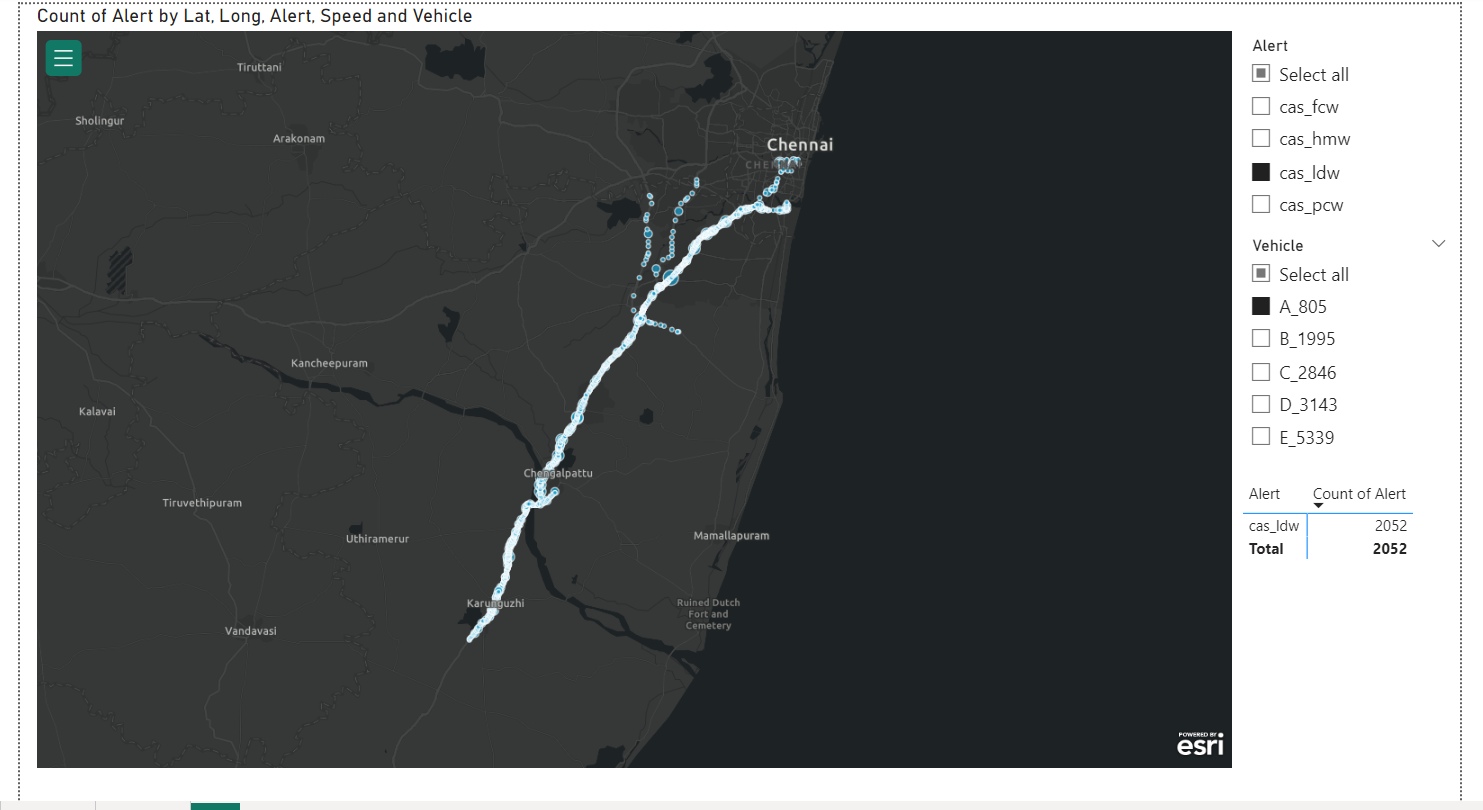 Count of Alert by Lat, Long, Alert, Speed and Vehicle
Tiruttani
Sholingur
Arakonam
Chennai
Kancheepuram
Kalavai
Chengalpattu
Tiruvethipuram
Uthiramerur
Mamallapuram
Karunguzhi
Ruined Dutch
Fort and
Cemetery
Vandavasi
POWERED BY
esri
Alert
Select all
cas_fcw
cas_hmw
cas_ldw
cas_pcw
Vehicle
Select all
A_805
B_1995
C_2846
D_3143
E_5339
Alert Count of Alert
cas_ldw 2052
Total 2052